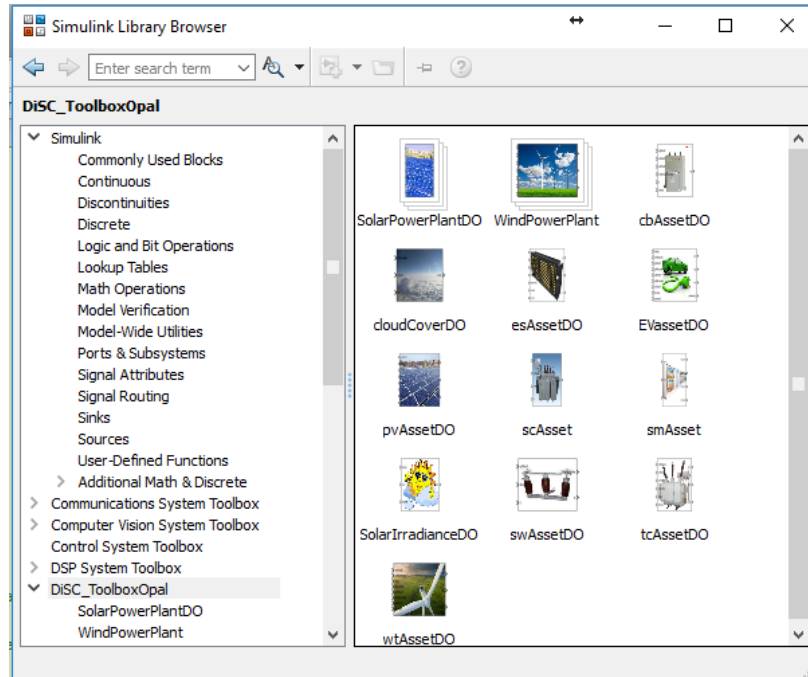 Simulink Library Browser
Enter search term
DiSC_ToolboxOpal
Simulink
Commonly Used Blocks
Continuous
Discontinuities
Discrete
Logic and Bit Operations
Lookup Tables
Math Operations
Model Verification
Model-Wide Utilities
Ports & Subsystems
Signal Attributes
Signal Routing
Sinks
Sources
User-Defined Functions
Additional Math & Discrete
Communications System Toolbox
Computer Vision System Toolbox
Control System Toolbox
DSP System Toolbox
DiSC_ToolboxOpal
SolarPowerPlantDO
WindPowerPlant
SolarPowerPlantDO WindPowerPlant cbAssetDO
cloudCoverDO esAssetDO EVassetDO
pvAssetDO scAsset smAsset
SolarIrradianceDO swAssetDO tcAssetDO
wtAssetDO